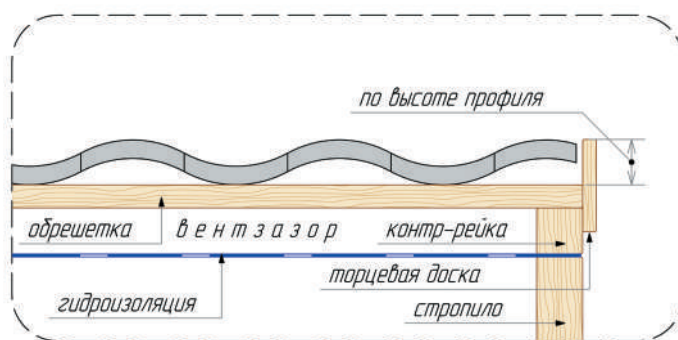 по высоте профиля
обрешетка
вентзазор
контр-рейка
торцевая доска
гидроизоляция
стропило